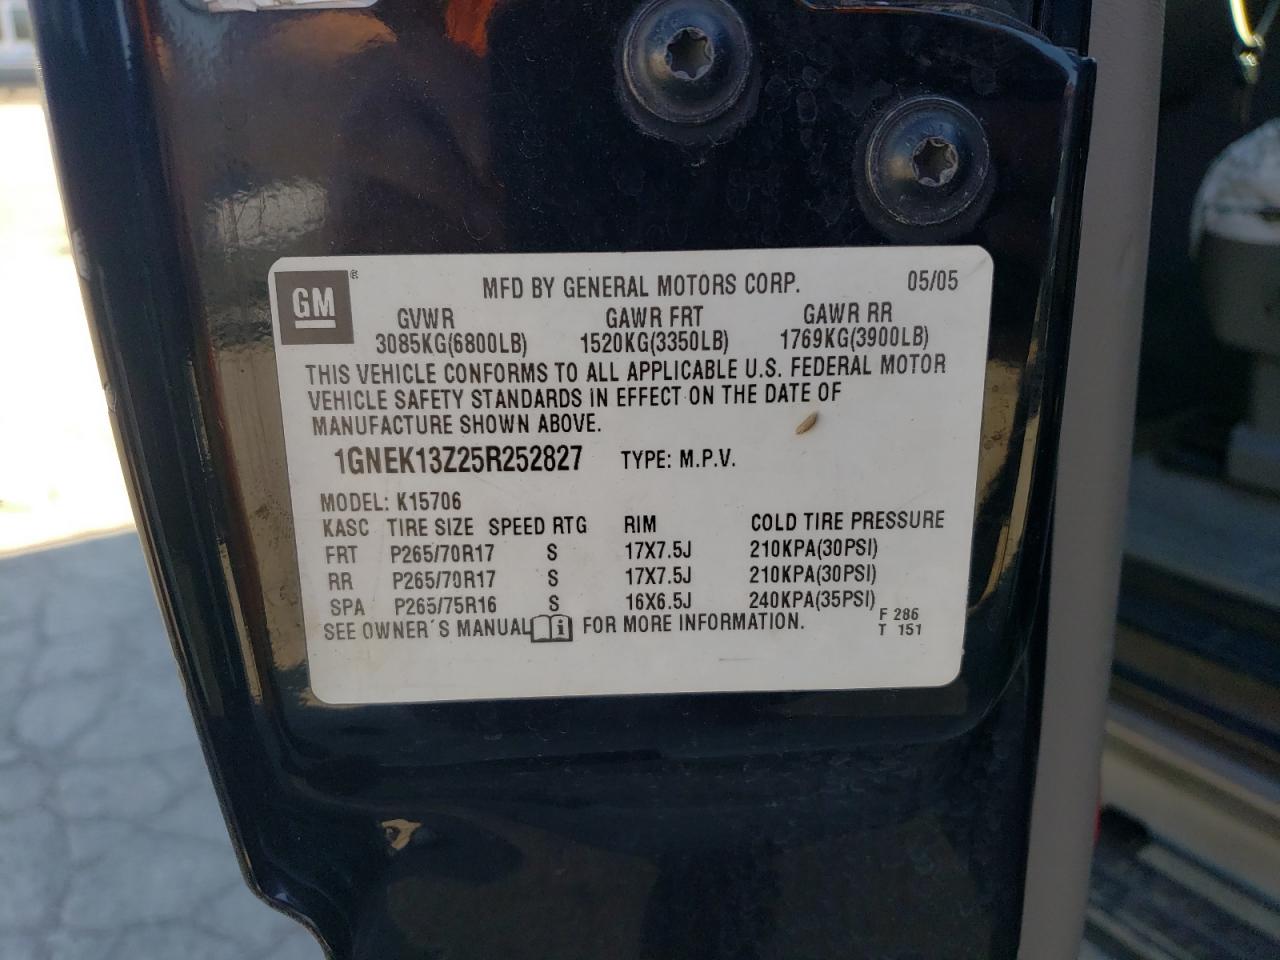 GM ® MFD BY GENERAL MOTORS CORP. 05/05
GVWR GAWR FRT GAWR RR
3085KG(6800LB) 1520KG(3350LB) 1769KG(3900LB)
THIS VEHICLE CONFORMS TO ALL APPLICABLE U.S. FEDERAL MOTOR
VEHICLE SAFETY STANDARDS IN EFFECT ON THE DATE OF
MANUFACTURE SHOWN ABOVE.
1GNEK13Z25R252827 TYPE: M.P.V.
MODEL: K15706
KASC TIRE SIZE SPEED RTG RIM COLD TIRE PRESSURE
FRT P265/70R17 S 17X7.5J 210KPA(30PSI)
RR P265/70R17 S 17X7.5J 210KPA(30PSI)
SPA P265/75R16 S 16X6.5J 240KPA(35PSI)
SEE OWNER´S MANUAL i FOR MORE INFORMATION. F 286
T 151